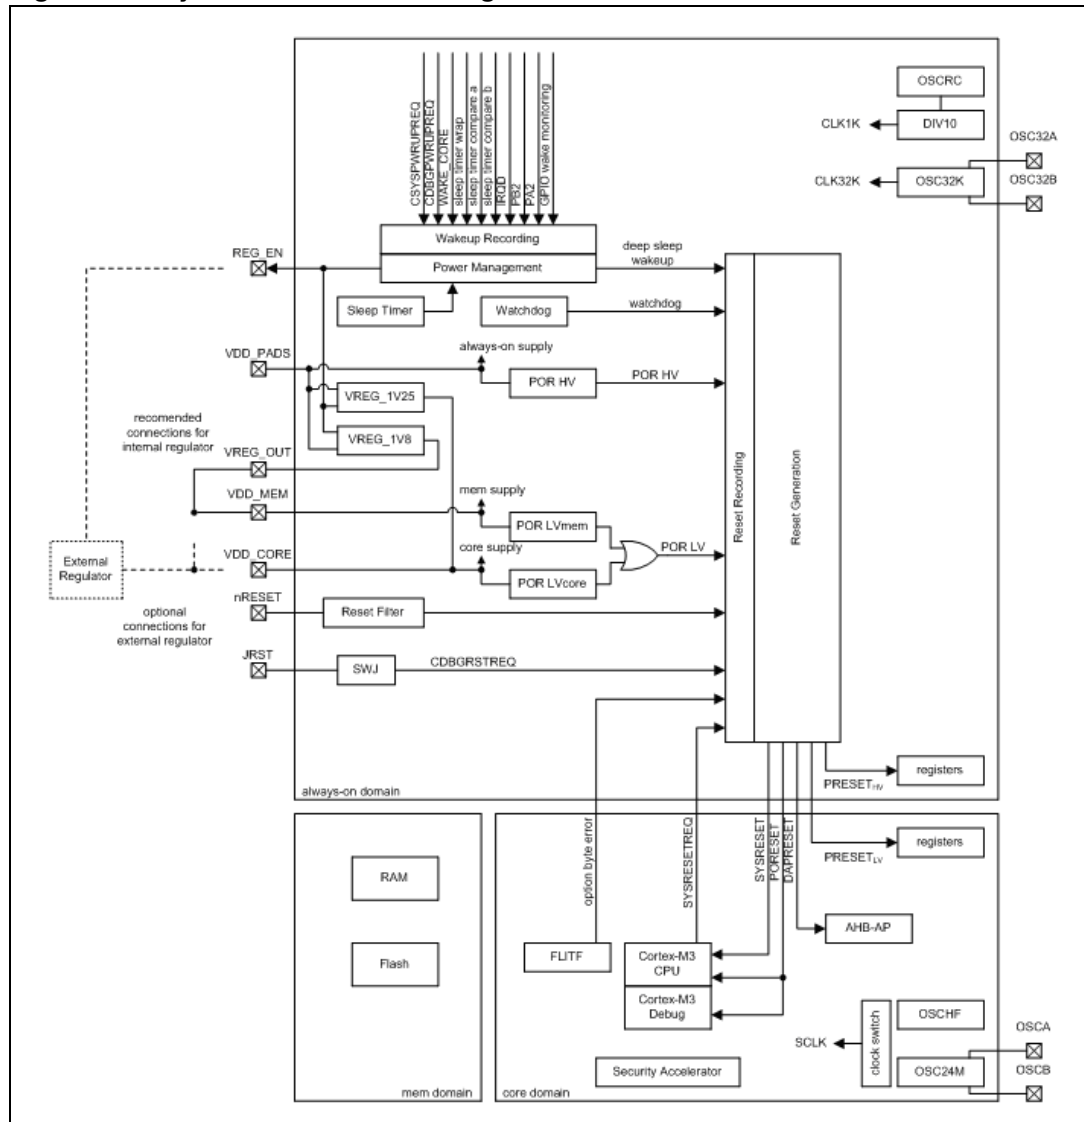 CSYSPWRUPREQ
CDBGPWRUPREQ
WAKE_CORE
sleep timer wrap
sleep timer compare a
sleep timer compare b
IRQD
PB2
PA2
GPIO wake monitoring
OSCRC
CLK1K
DIV10
OSC32A
CLK32K
OSC32K
OSC32B
Wakeup Recording
REG_EN
Power Management
deep sleep
wakeup
Sleep Timer
Watchdog
watchdog
VDD_PADS
always-on supply
POR HV
POR HV
VREG_1V25
recomended
connections for
internal regulator
VREG_1V8
VREG_OUT
VDD_MEM
mem supply
POR LVmem
Reset Recording
Reset Generation
External
Regulator
VDD_CORE
core supply
POR LV
POR LVcore
nRESET
Reset Filter
optional
connections for
external regulator
JRST
SWJ
CDBGRSTREQ
registers
PRESETHV
always-on domain
option byte error
SYSRESETREQ
SYSRESET
PORESET
DAPRESET
registers
PRESETLV
RAM
AHB-AP
Flash
FLITF
Cortex-M3
CPU
Cortex-M3
Debug
OSCHF
SCLK
clock switch
OSCA
OSC24M
OSCB
Security Accelerator
mem domain
core domain